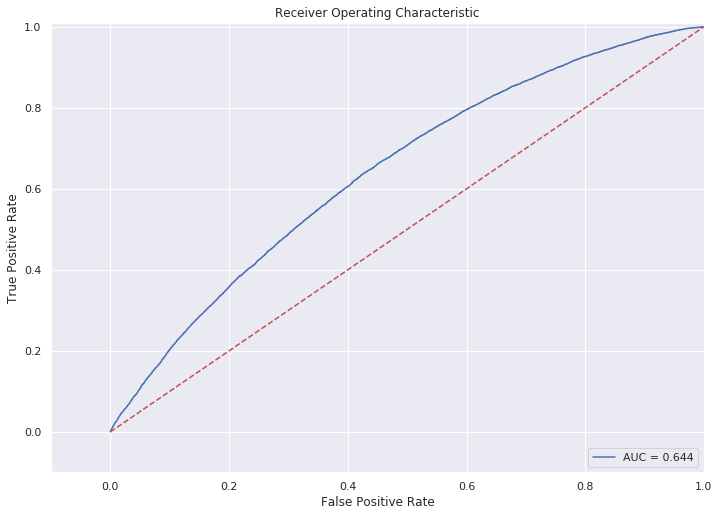 Receiver Operating Characteristic
1.0
0.8
0.6
0.4
0.2
0.0
True Positive Rate
AUC = 0.644
0.0 0.2 0.4 0.6 0.8 1.0
False Positive Rate